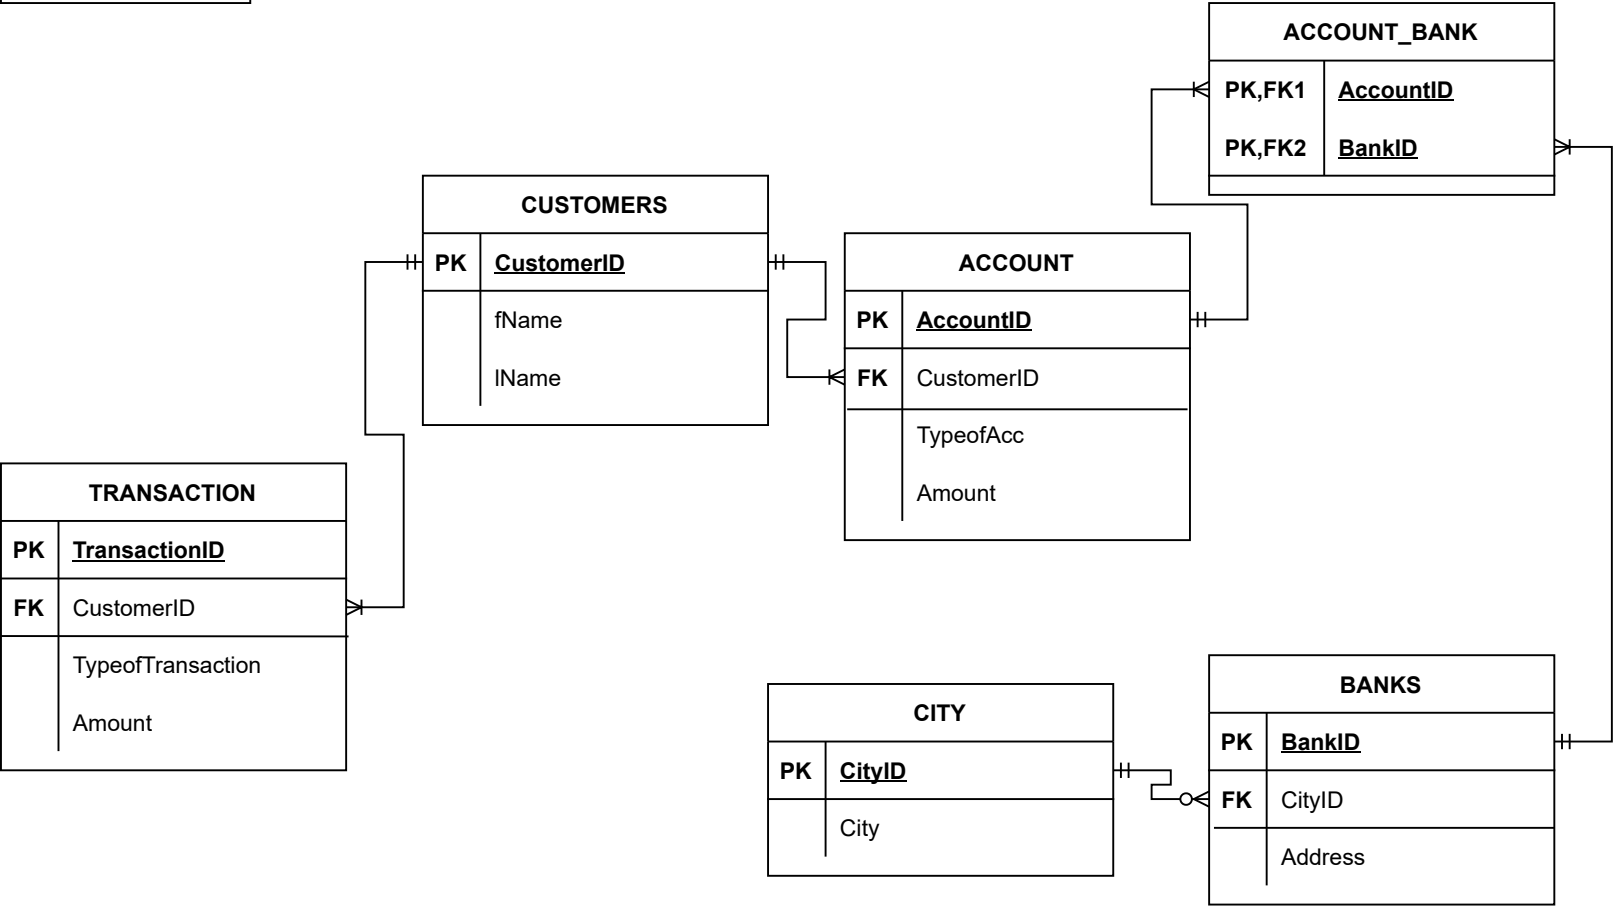 ACCOUNT_BANK
PK,FK1 AccountID
PK,FK2 BankID
CUSTOMERS
PK CustomerID
fName
lName
ACCOUNT
PK AccountID
FK CustomerID
TypeofAcc
Amount
TRANSACTION
PK TransactionID
FK CustomerID
TypeofTransaction
Amount
CITY
PK CityID
City
BANKS
PK BankID
FK CityID
Address